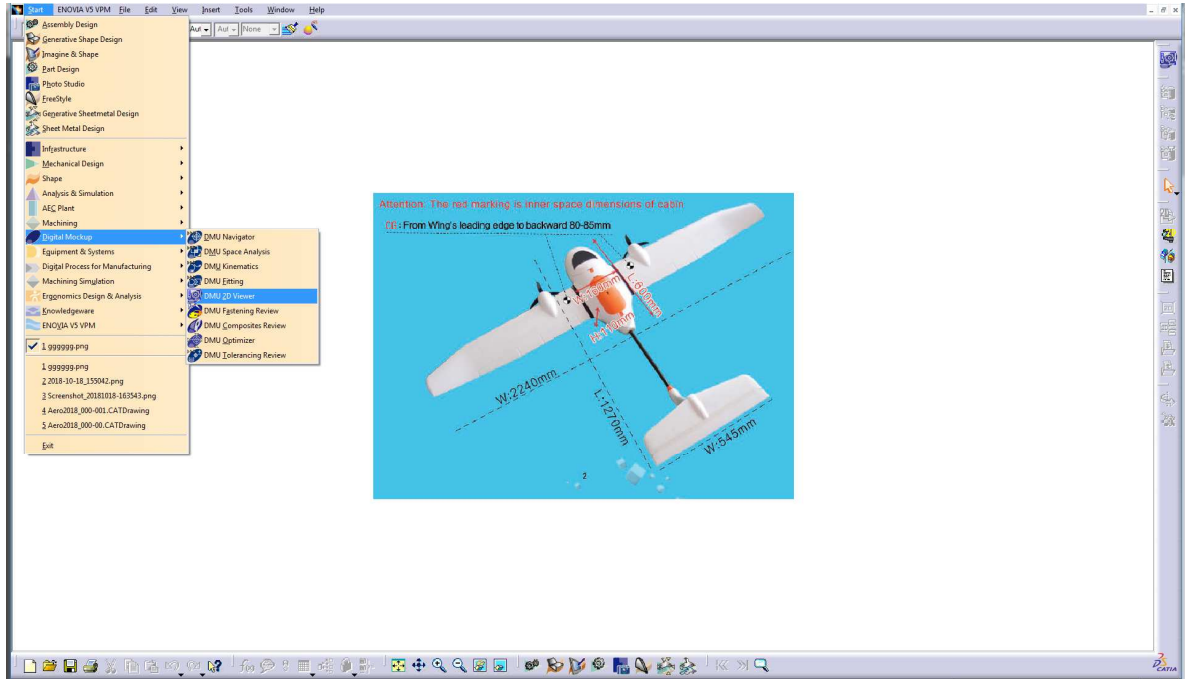 Start ENOVIA V5 VPM File Edit View Insert Tools Window Help
Aut Aut None
Assembly Design
Generative Shape Design
Imagine & Shape
Part Design
Photo Studio
FreeStyle
Generative Sheetmetal Design
Sheet Metal Design
Infrastructure
Mechanical Design
Shape
Analysis & Simulation
AEC Plant
Machining
Digital Mockup
Equipment & Systems
Digital Process for Manufacturing
Machining Simulation
Ergonomics Design & Analysis
Knowledgeware
ENOVIA V5 VPM
1 gggggg.png
1 gggggg.png
2 2018-10-18_155042.png
3 Screenshot_20181018-163543.png
4 Aero2018_000-001.CATDrawing
5 Aero2018_000-00.CATDrawing
Exit
DMU Navigator
DMU Space Analysis
DMU Kinematics
DMU Fitting
DMU 2D Viewer
DMU Fastening Review
DMU Composites Review
DMU Optimizer
DMU Tolerancing Review
Attention: The red marking is inner space dimensions of cabin
: From Wing's leading edge to backward 80-85mm
L:600mm
H:170mm
W:2240mm
L:1270mm
W:545mm
2
CATIA